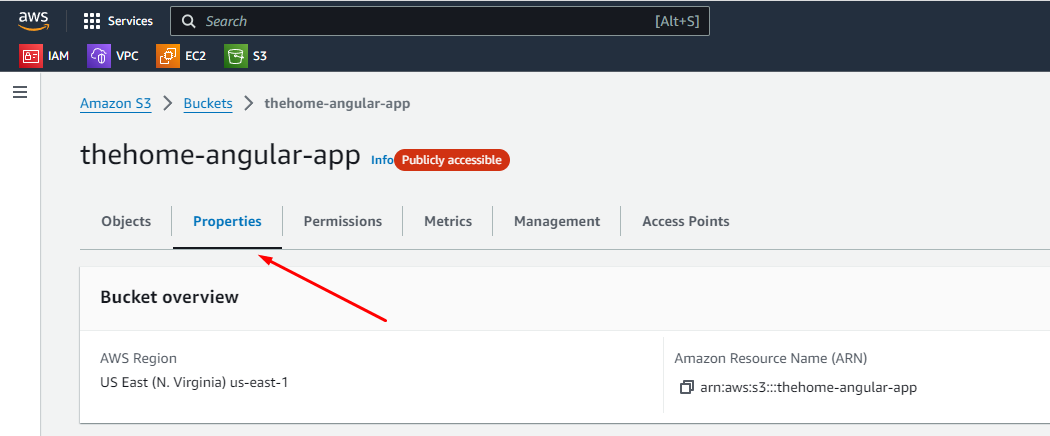 aws Services Search [Alt+S]
IAM VPC EC2 S3
Amazon S3 > Buckets > thehome-angular-app
thehome-angular-app Info Publicly accessible
Objects Properties Permissions Metrics Management Access Points
Bucket overview
AWS Region Amazon Resource Name (ARN)
US East (N. Virginia) us-east-1 arn:aws:s3:::thehome-angular-app